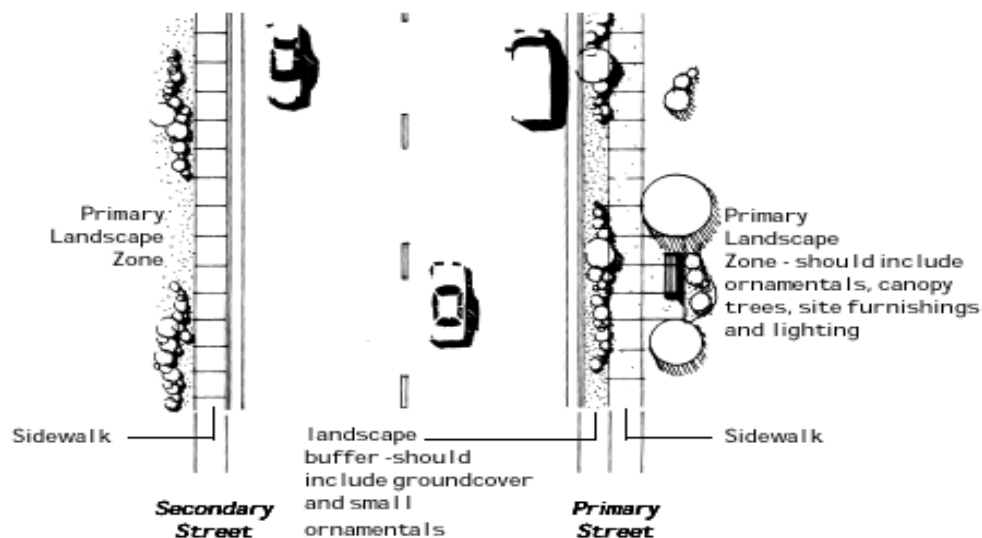 Primary
Landscape
Zone
Primary
Landscape
Zone - should include
ornamentals, canopy
trees, site furnishings
and lighting
Sidewalk
landscape
buffer -should
include groundcover
and small
ornamentals
Sidewalk
Secondary
Street
Primary
Street